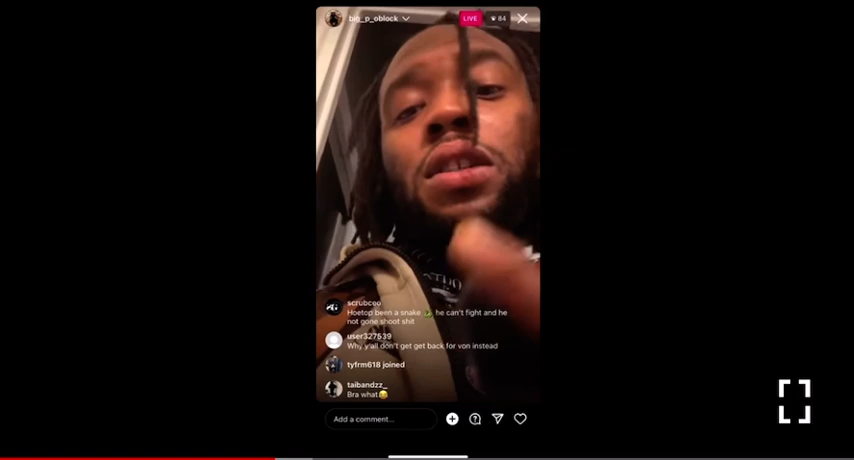 big_p_oblock
LIVE
84
scrubceo
Hoetop been a snake 🐍 he can't fight and he
not gone shoot shit
user327539
Why y'all don't get get back for von instead
tyfrm618 joined
taibandzz_
Bra what😂
Add a comment...